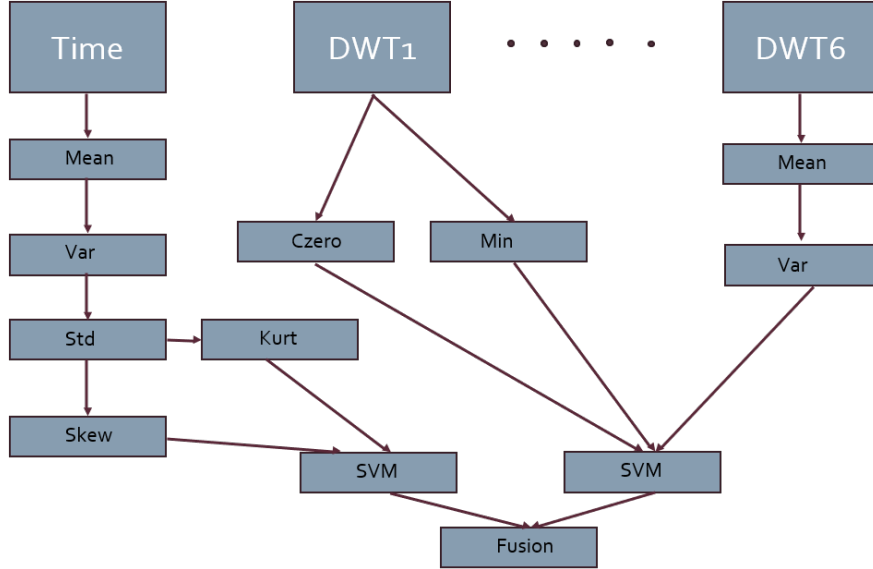 Time
DWT1
DWT6
Mean
Mean
Var
Czero
Min
Var
Std
Kurt
Skew
SVM
SVM
Fusion